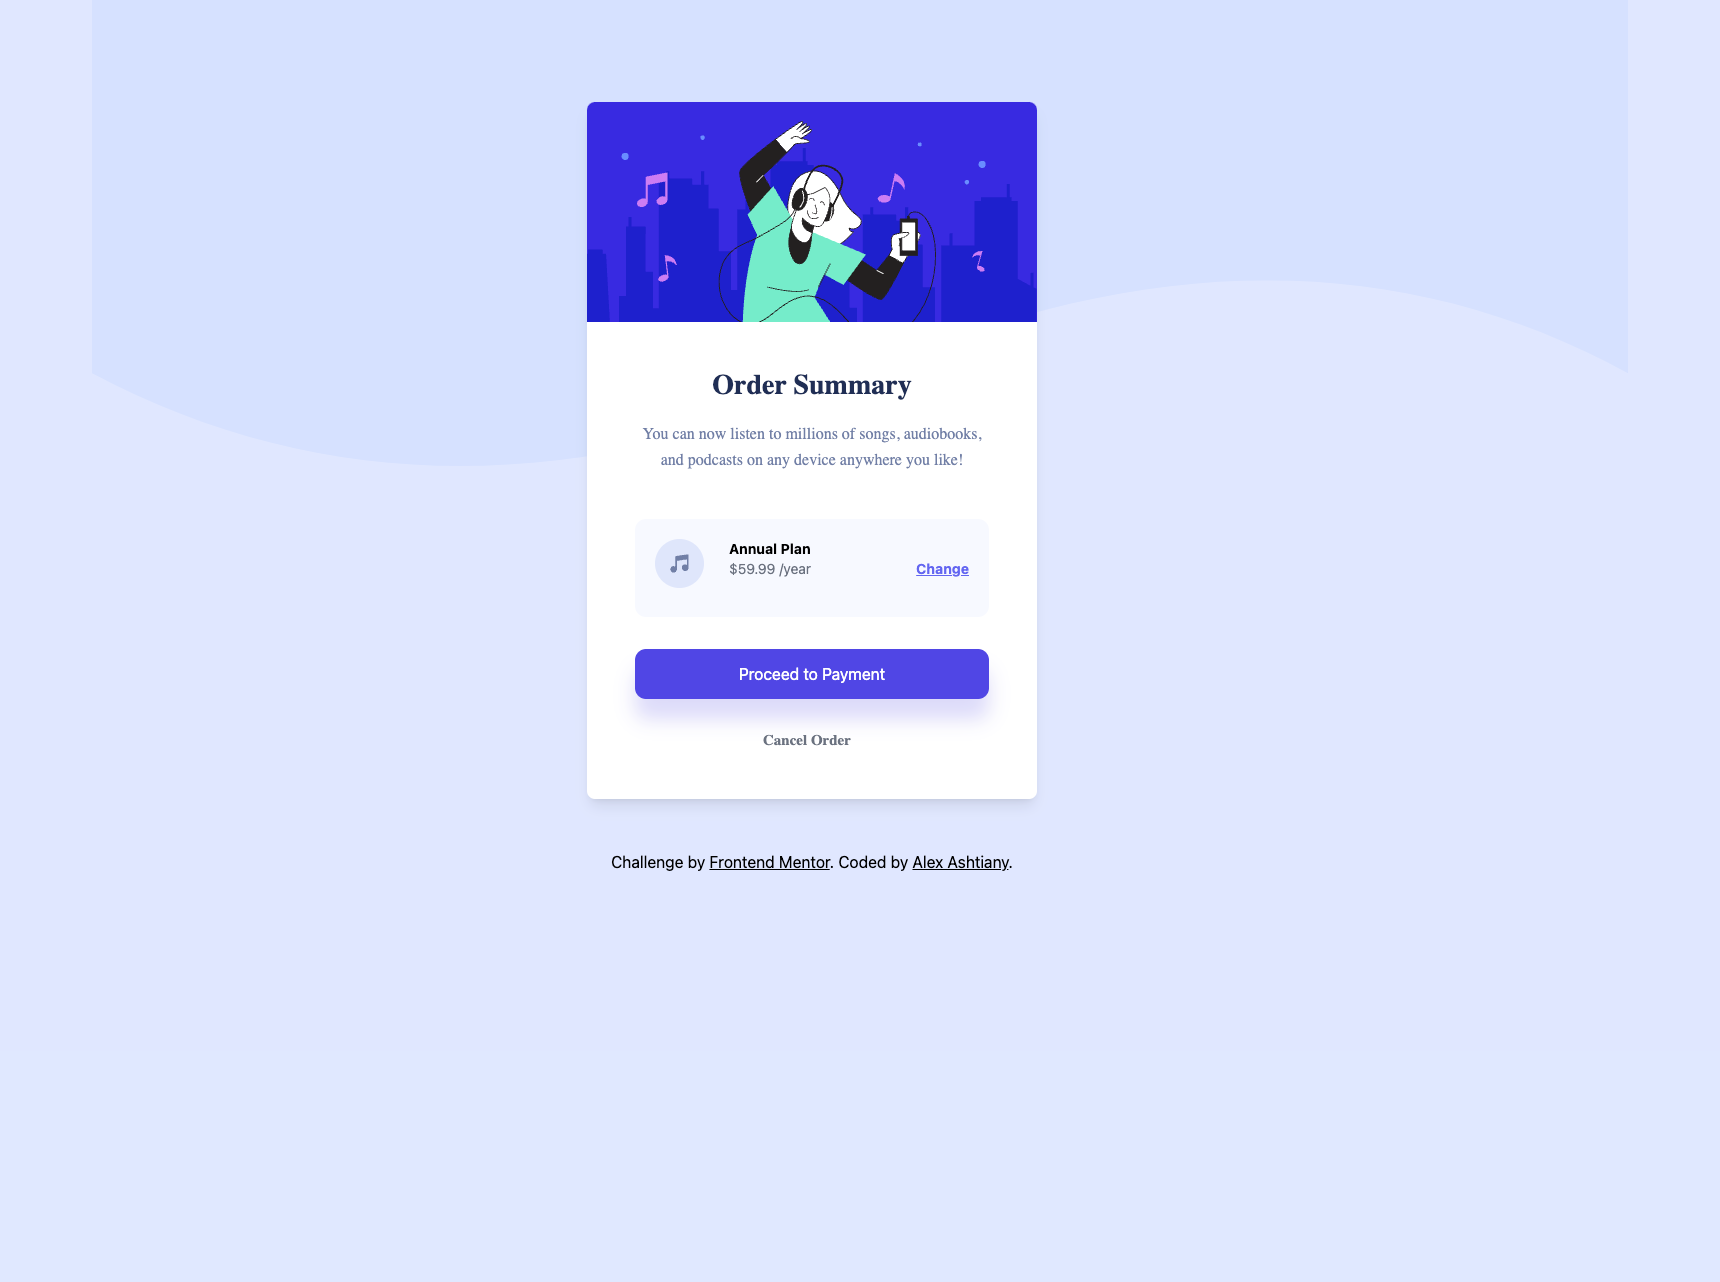 Order Summary
You can now listen to millions of songs, audiobooks,
and podcasts on any device anywhere you like!
Annual Plan
$59.99 /year
Change
Proceed to Payment
Cancel Order
Challenge by Frontend Mentor. Coded by Alex Ashtiany.